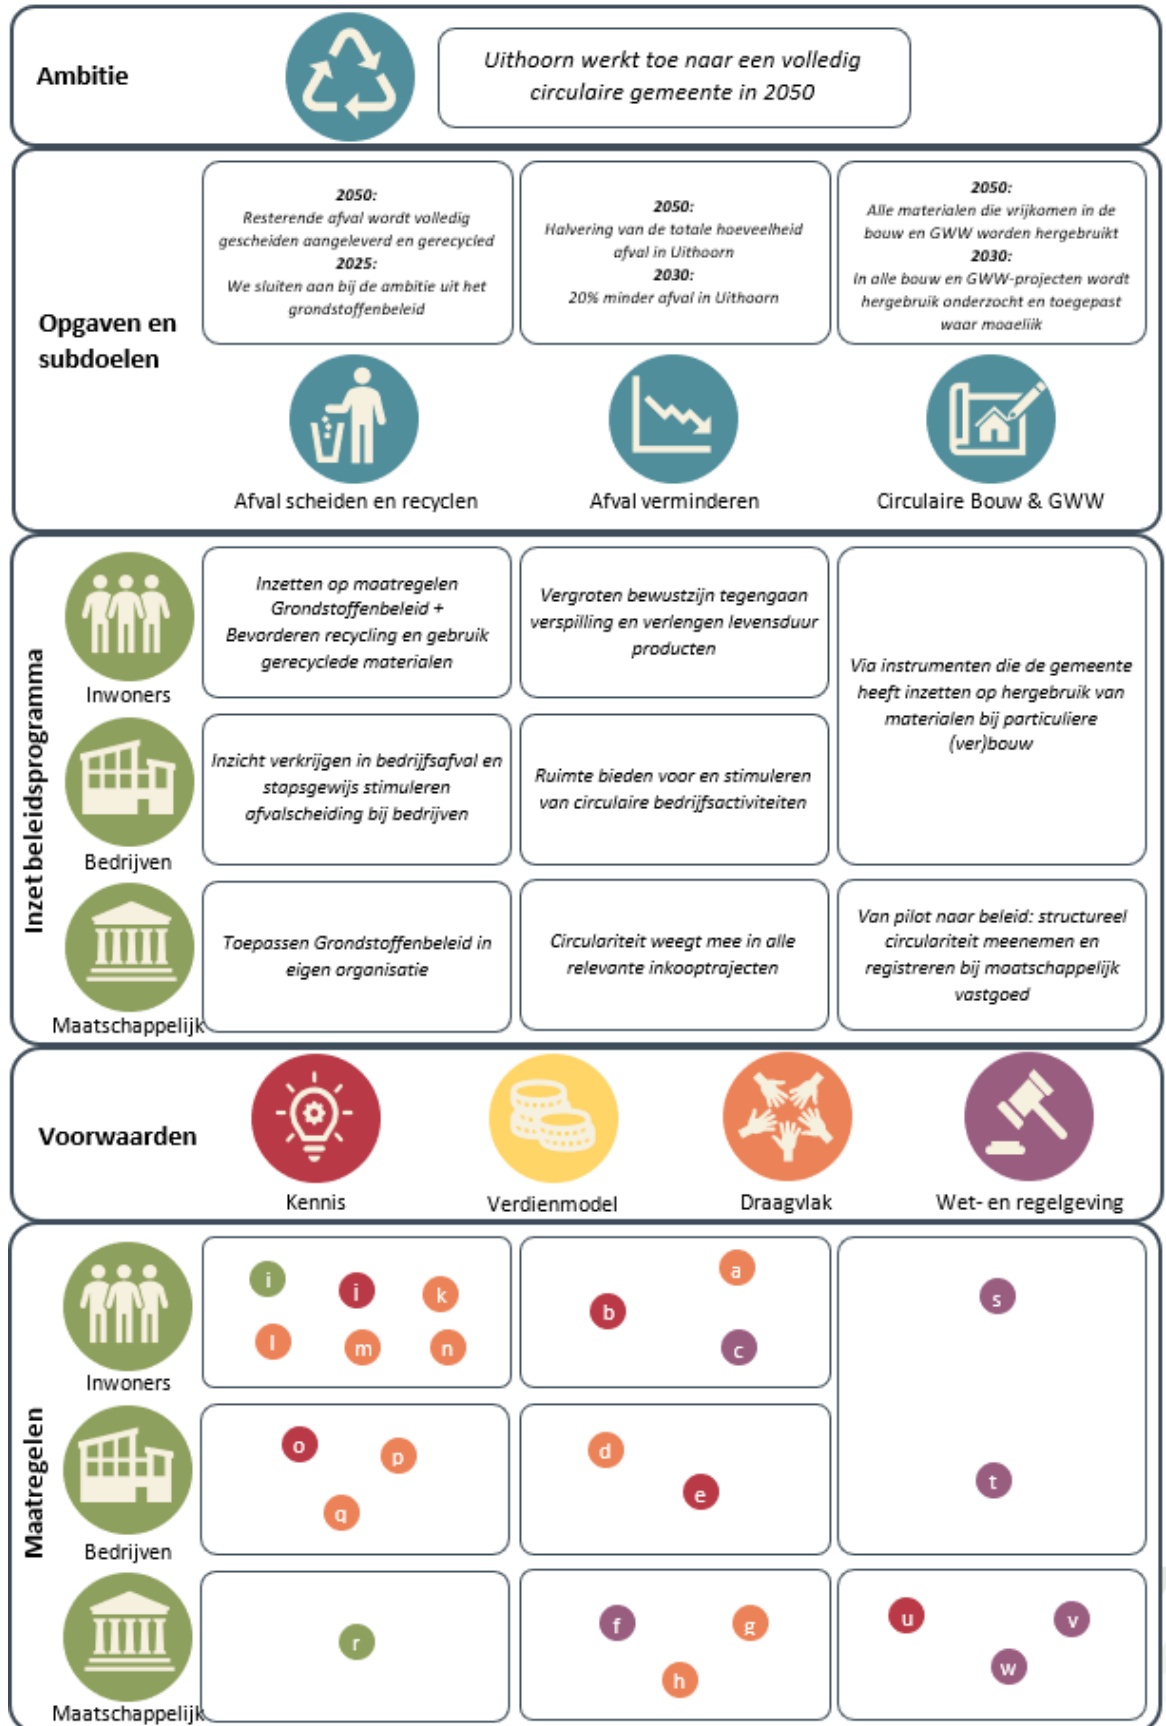 Ambitie
Uithoorn werkt toe naar een volledig
circulaire gemeente in 2050
Opgaven en
subdoelen
2050:
Resterende afval wordt volledig
gescheiden aangeleverd en gerecycled
2025:
We sluiten aan bij de ambitie uit het
grondstoffenbeleid
2050:
Halvering van de totale hoeveelheid
afval in Uithoorn
2030:
20% minder afval in Uithoorn
2050:
Alle materialen die vrijkomen in de
bouw en GWW worden hergebruikt
2030:
In alle bouw en GWW-projecten wordt
hergebruik onderzocht en toegepast
waar mogelijk
Afval scheiden en recyclen
Afval verminderen
Circulaire Bouw & GWW
Inzet beleidsprogramma
Inwoners
Inzetten op maatregelen
Grondstoffenbeleid +
Bevorderen recycling en gebruik
gerecyclede materialen
Vergroten bewustzijn tegengaan
verspilling en verlengen levensduur
producten
Via instrumenten die de gemeente
heeft inzetten op hergebruik van
materialen bij particuliere
(ver)bouw
Bedrijven
Inzicht verkrijgen in bedrijfsafval en
stapsgewijs stimuleren
afvalscheiding bij bedrijven
Ruimte bieden voor en stimuleren
van circulaire bedrijfsactiviteiten
Maatschappelijk
Toepassen Grondstoffenbeleid in
eigen organisatie
Circulariteit weegt mee in alle
relevante inkooptrajecten
Van pilot naar beleid: structureel
circulariteit meenemen en
registreren bij maatschappelijk
vastgoed
Voorwaarden
Kennis
Verdienmodel
Draagvlak
Wet- en regelgeving
Maatregelen
Inwoners
i j k
l m n
a
b
c
s
Bedrijven
o p
q
d
e
t
Maatschappelijk
r
f g
h
u v
w